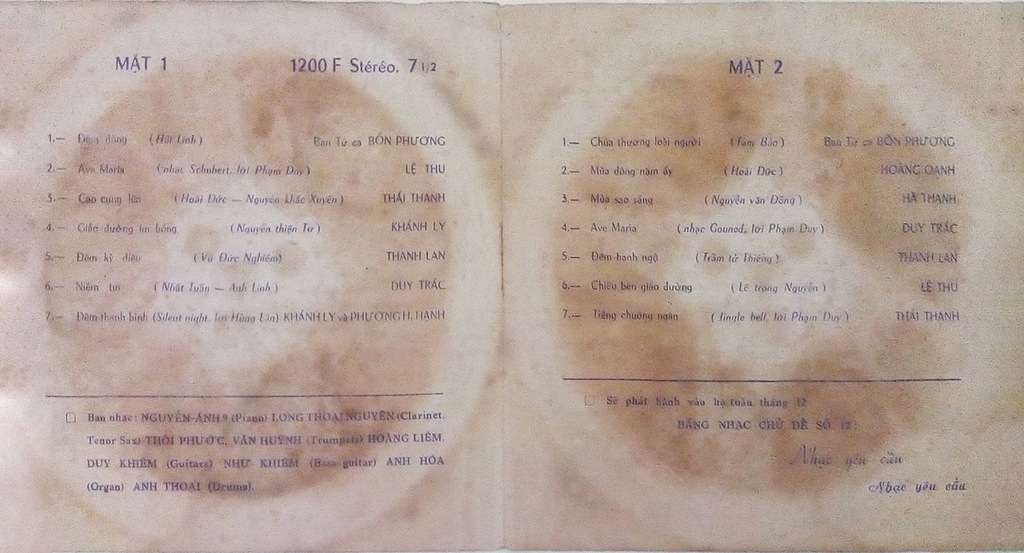 MẶT 1 1200 F Stéréo. 7 1/2
1.— Đêm đông (Hải Linh) Ban Tứ ca BỐN PHƯƠNG
2.— Ave Maria (nhạc Schubert, lời Phạm Duy) LỆ THU
3.— Cao cung lên (Hoài Đức — Nguyễn khắc Xuyên) THÁI THANH
4.— Giáo đường im bóng (Nguyễn thiện Tơ) KHÁNH LY
5.— Đêm kỳ diệu (Vũ Đức Nghiêm) THANH LAN
6.— Niềm tin (Nhật Tuấn — Anh Linh) DUY TRÁC
7.— Đêm thanh bình (Silent night, lời Hùng Lân) KHÁNH LY và PHƯƠNG H. HẠNH
Ban nhạc: NGUYỄN-ÁNH 9 (Piano) LONG THOẠI NGUYÊN (Clarinet,
Tenor Sax) THÔI PHƯỚC, VĂN HUỲNH (Trumpets) HOÀNG LIÊM,
DUY KHIÊM (Guitars) NHƯ KHIÊM (Bass guitar) ANH HÓA
(Organ) ANH THOẠI (Drums).
MẶT 2
1.— Chúa thương loài người (Tâm Bảo) Ban Tứ ca BỐN PHƯƠNG
2.— Mùa đông năm ấy (Hoài Đức) HOÀNG OANH
3.— Mùa sao sáng (Nguyễn văn Đông) HÀ THANH
4.— Ave Maria (nhạc Gounod, lời Phạm Duy) DUY TRÁC
5.— Đêm hạnh ngộ (Trầm tử Thiêng) THANH LAN
6.— Chiều bên giáo đường (Lê trọng Nguyễn) LỆ THU
7.— Tiếng chuông ngân (Jingle bell, lời Phạm Duy) THÁI THANH
Sẽ phát hành vào hạ tuần tháng 12
BĂNG NHẠC CHỦ ĐỀ SỐ 12:
Nhạc yêu cầu
Nhạc yêu cầu